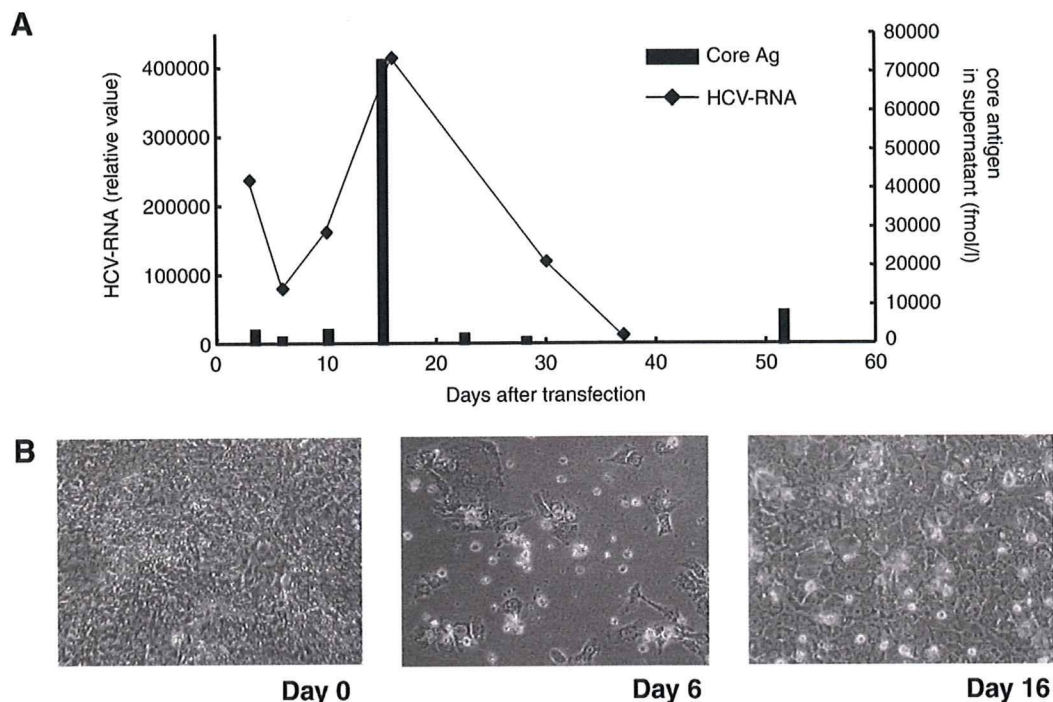 A
HCV-RNA (relative value)
400000
300000
200000
100000
0
0
10
20
30
40
50
60
Days after transfection
Core Ag
HCV-RNA
80000
70000
60000
50000
40000
30000
20000
10000
0
core antigen
in supernatant (fmol/l)
B
Day 0
Day 6
Day 16